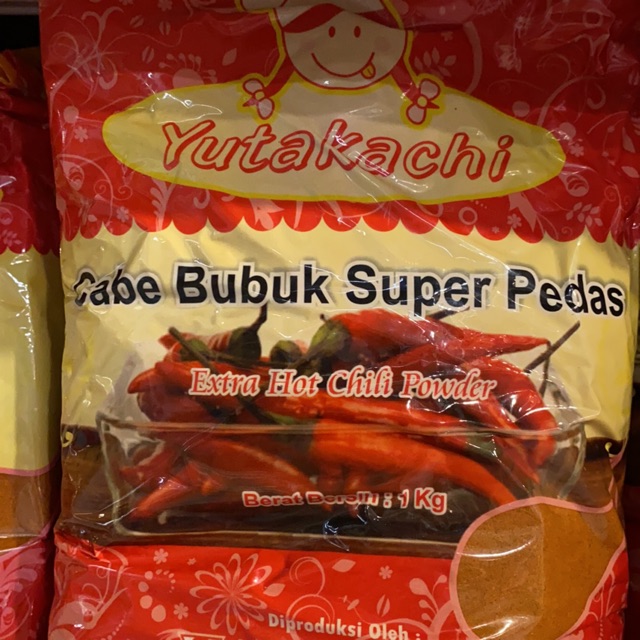 Yutakachi
Cabe Bubuk Super Pedas
Extra Hot Chili Powder
Berat Bersih : 1 Kg
Diproduksi Oleh :